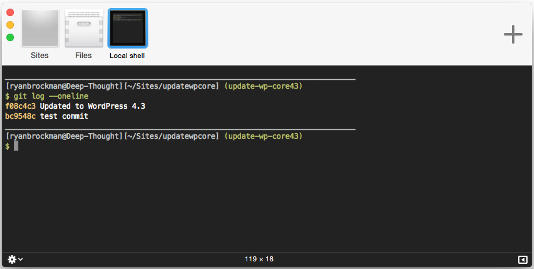 Sites Files Local shell
[ryanbrockman@Deep-Thought][~/Sites/updatewpcore] (update-wp-core43)
$ git log --oneline
f08c4c3 Updated to WordPress 4.3
bc9548c test commit
[ryanbrockman@Deep-Thought][~/Sites/updatewpcore] (update-wp-core43)
$
119 × 18